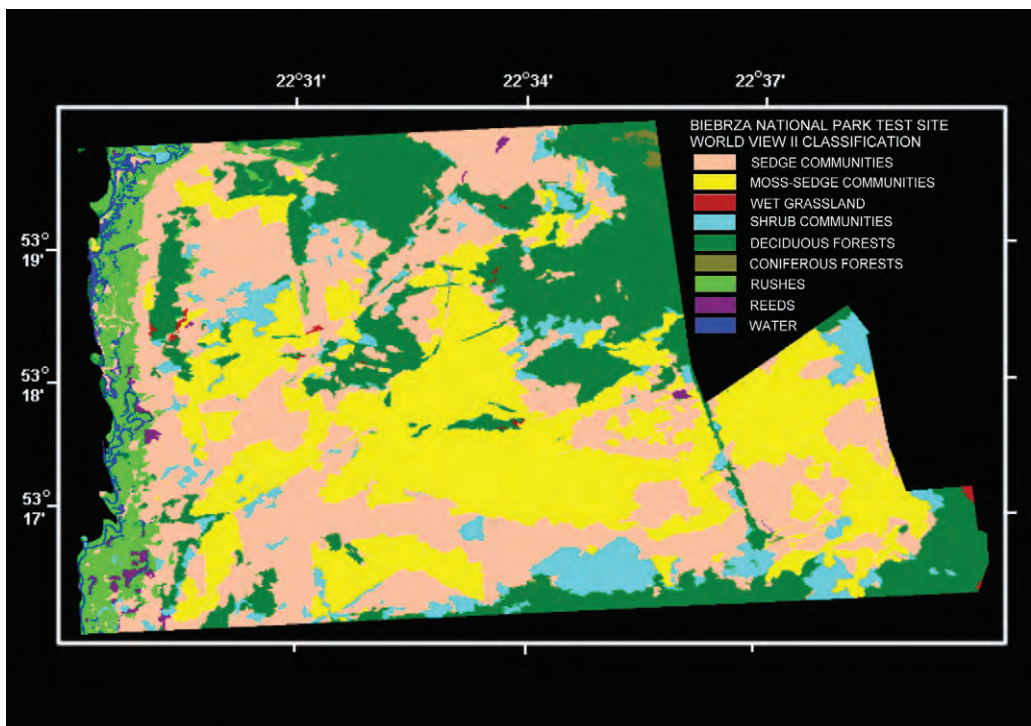 22°31' 22°34' 22°37'
BIEBRZA NATIONAL PARK TEST SITE
WORLD VIEW II CLASSIFICATION
SEDGE COMMUNITIES
MOSS-SEDGE COMMUNITIES
WET GRASSLAND
SHRUB COMMUNITIES
DECIDUOUS FORESTS
CONIFEROUS FORESTS
RUSHES
REEDS
WATER
53°
19'
53°
18'
53°
17'